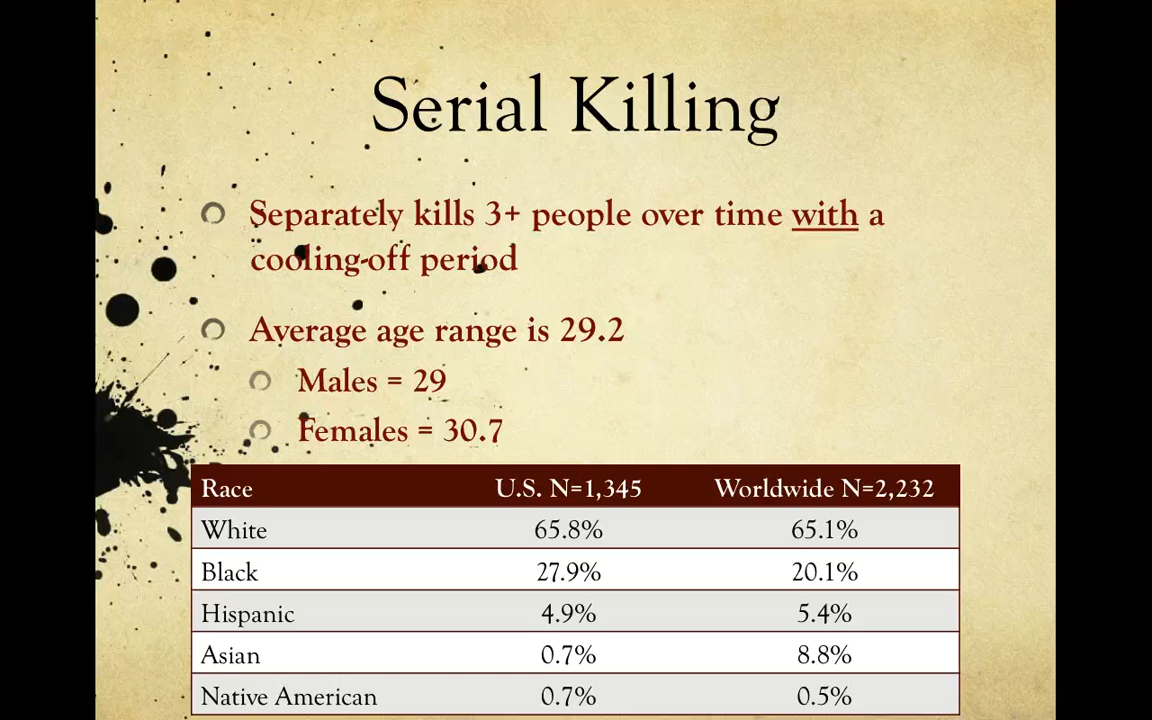 Serial Killing
Separately kills 3+ people over time with a
cooling-off period
Average age range is 29.2
Males = 29
Females = 30.7
Race U.S. N=1,345 Worldwide N=2,232
White 65.8% 65.1%
Black 27.9% 20.1%
Hispanic 4.9% 5.4%
Asian 0.7% 8.8%
Native American 0.7% 0.5%